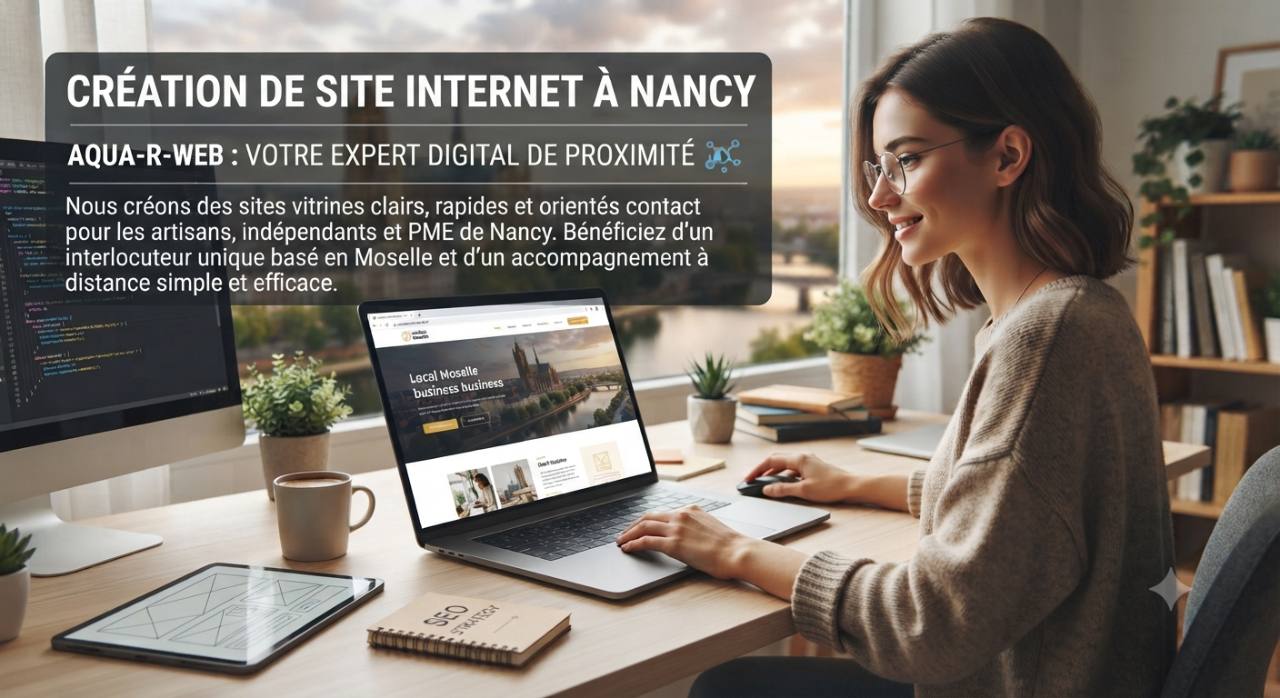 CRÉATION DE SITE INTERNET À NANCY
AQUA-R-WEB : VOTRE EXPERT DIGITAL DE PROXIMITÉ
Nous créons des sites vitrines clairs, rapides et orientés contact
pour les artisans, indépendants et PME de Nancy. Bénéficiez d’un
interlocuteur unique basé en Moselle et d’un accompagnement à
distance simple et efficace.
Local Moselle
business business
SEO
STRATEGY